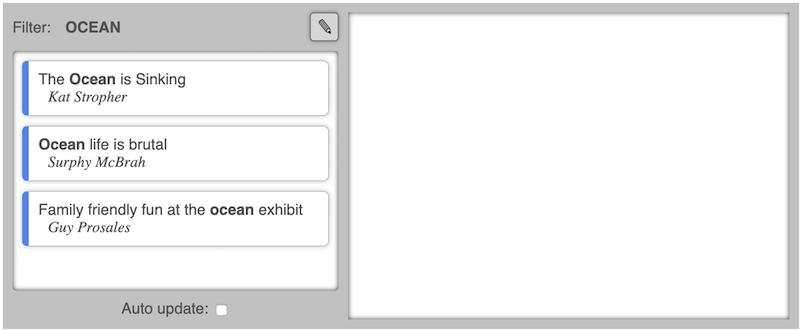 Filter: OCEAN
The Ocean is Sinking
Kat Stropher
Ocean life is brutal
Surphy McBrah
Family friendly fun at the ocean exhibit
Guy Prosales
Auto update: